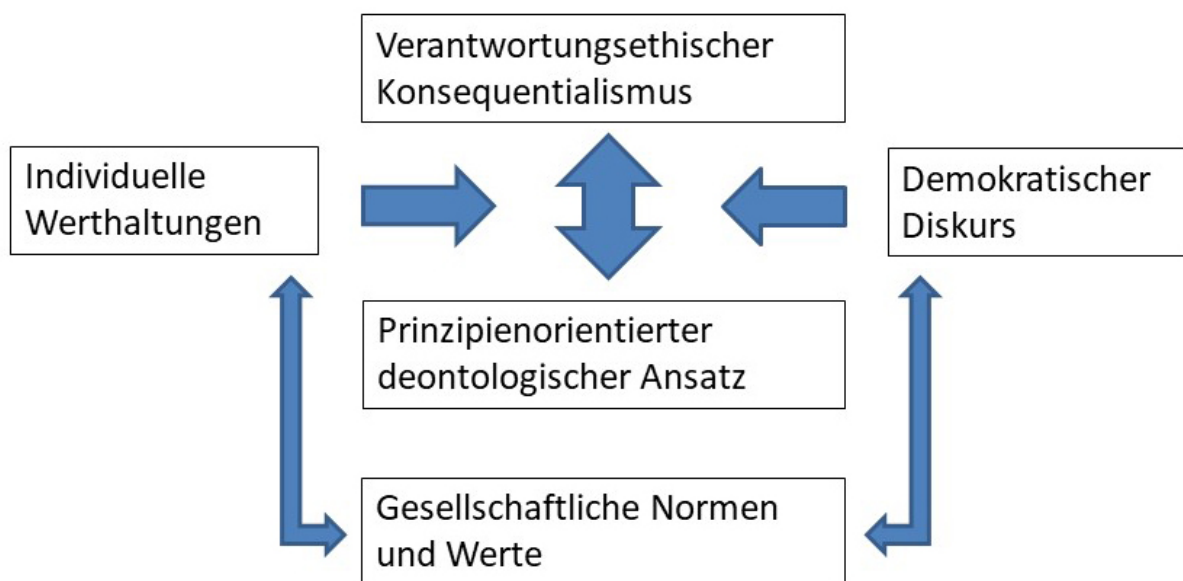 Verantwortungsethischer
Konsequentialismus
Individuelle
Werthaltungen
Demokratischer
Diskurs
Prinzipienorientierter
deontologischer Ansatz
Gesellschaftliche Normen
und Werte